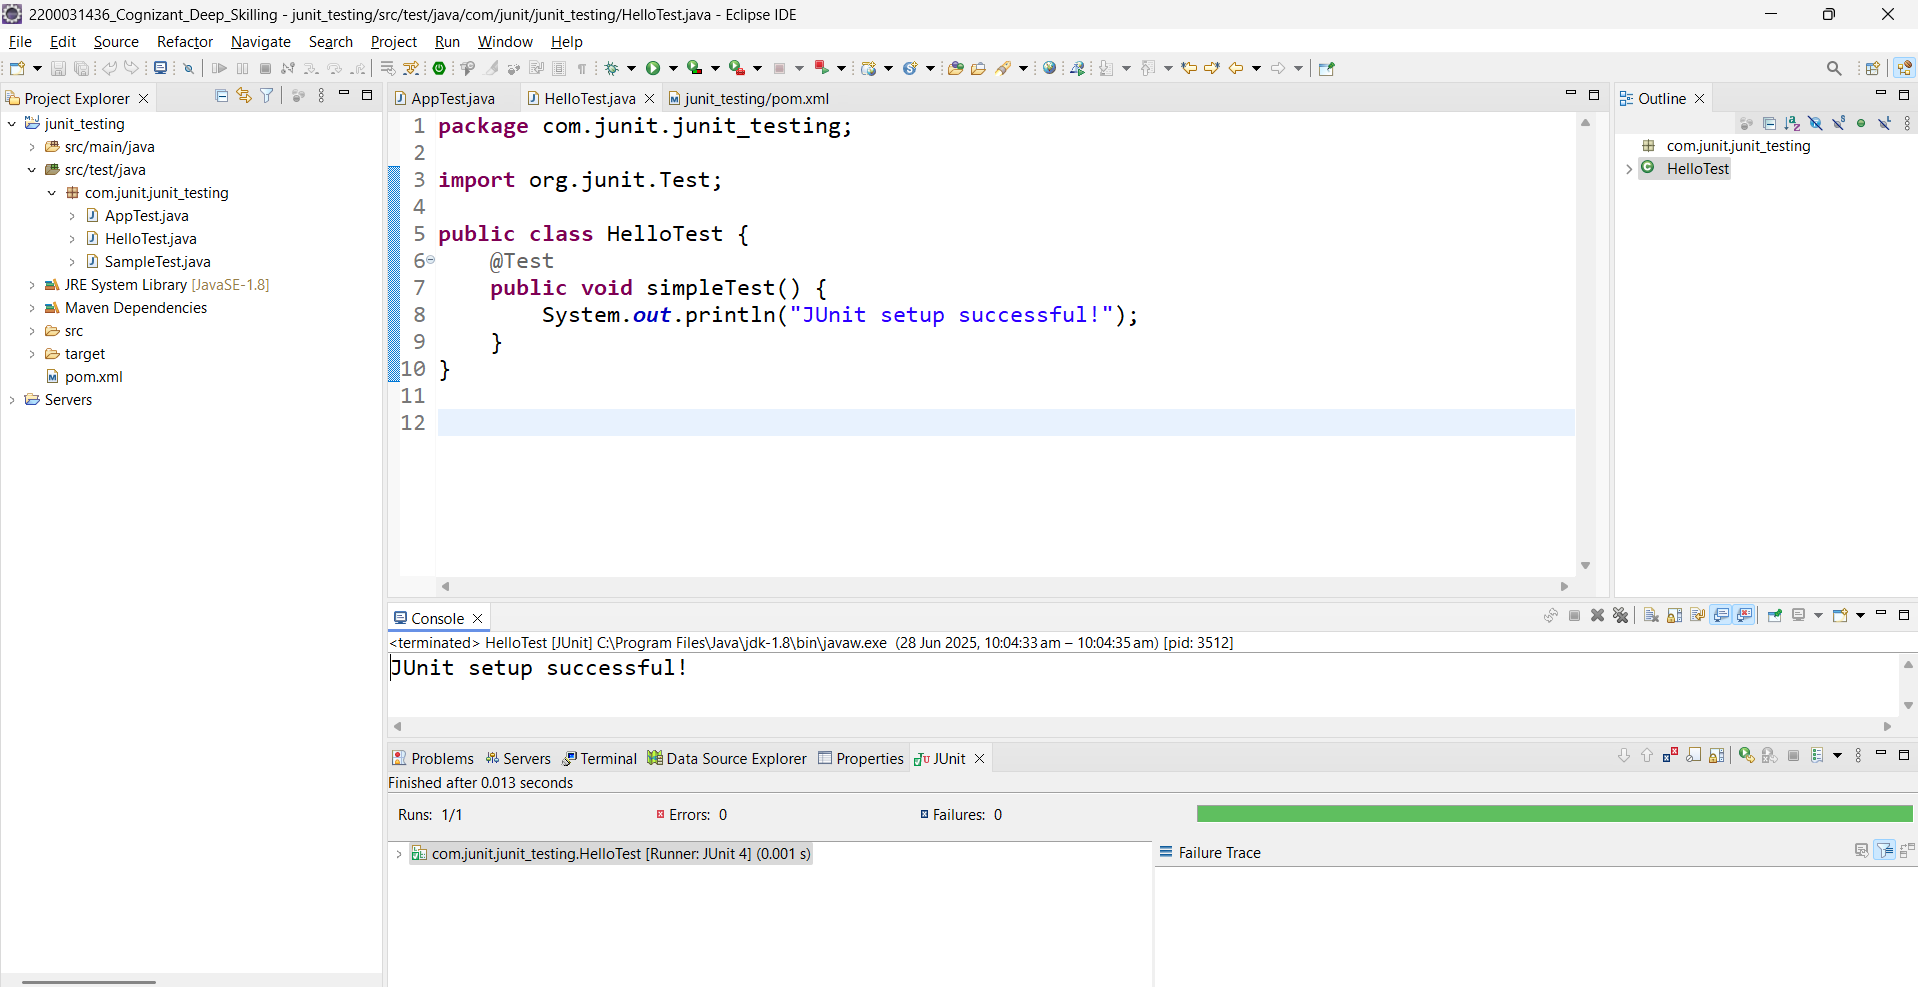 2200031436_Cognizant_Deep_Skilling - junit_testing/src/test/java/com/junit/junit_testing/HelloTest.java - Eclipse IDE
File Edit Source Refactor Navigate Search Project Run Window Help
Project Explorer
junit_testing
src/main/java
src/test/java
com.junit.junit_testing
AppTest.java
HelloTest.java
SampleTest.java
JRE System Library [JavaSE-1.8]
Maven Dependencies
src
target
pom.xml
Servers
AppTest.java HelloTest.java junit_testing/pom.xml
1 package com.junit.junit_testing;
2
3 import org.junit.Test;
4
5 public class HelloTest {
6 @Test
7 public void simpleTest() {
8 System.out.println("JUnit setup successful!");
9 }
10 }
11
12
Outline
com.junit.junit_testing
HelloTest
Console
<terminated> HelloTest [JUnit] C:\Program Files\Java\jdk-1.8\bin\javaw.exe (28 Jun 2025, 10:04:33 am – 10:04:35 am) [pid: 3512]
JUnit setup successful!
Problems Servers Terminal Data Source Explorer Properties JUnit
Finished after 0.013 seconds
Runs: 1/1 Errors: 0 Failures: 0
com.junit.junit_testing.HelloTest [Runner: JUnit 4] (0.001 s)
Failure Trace